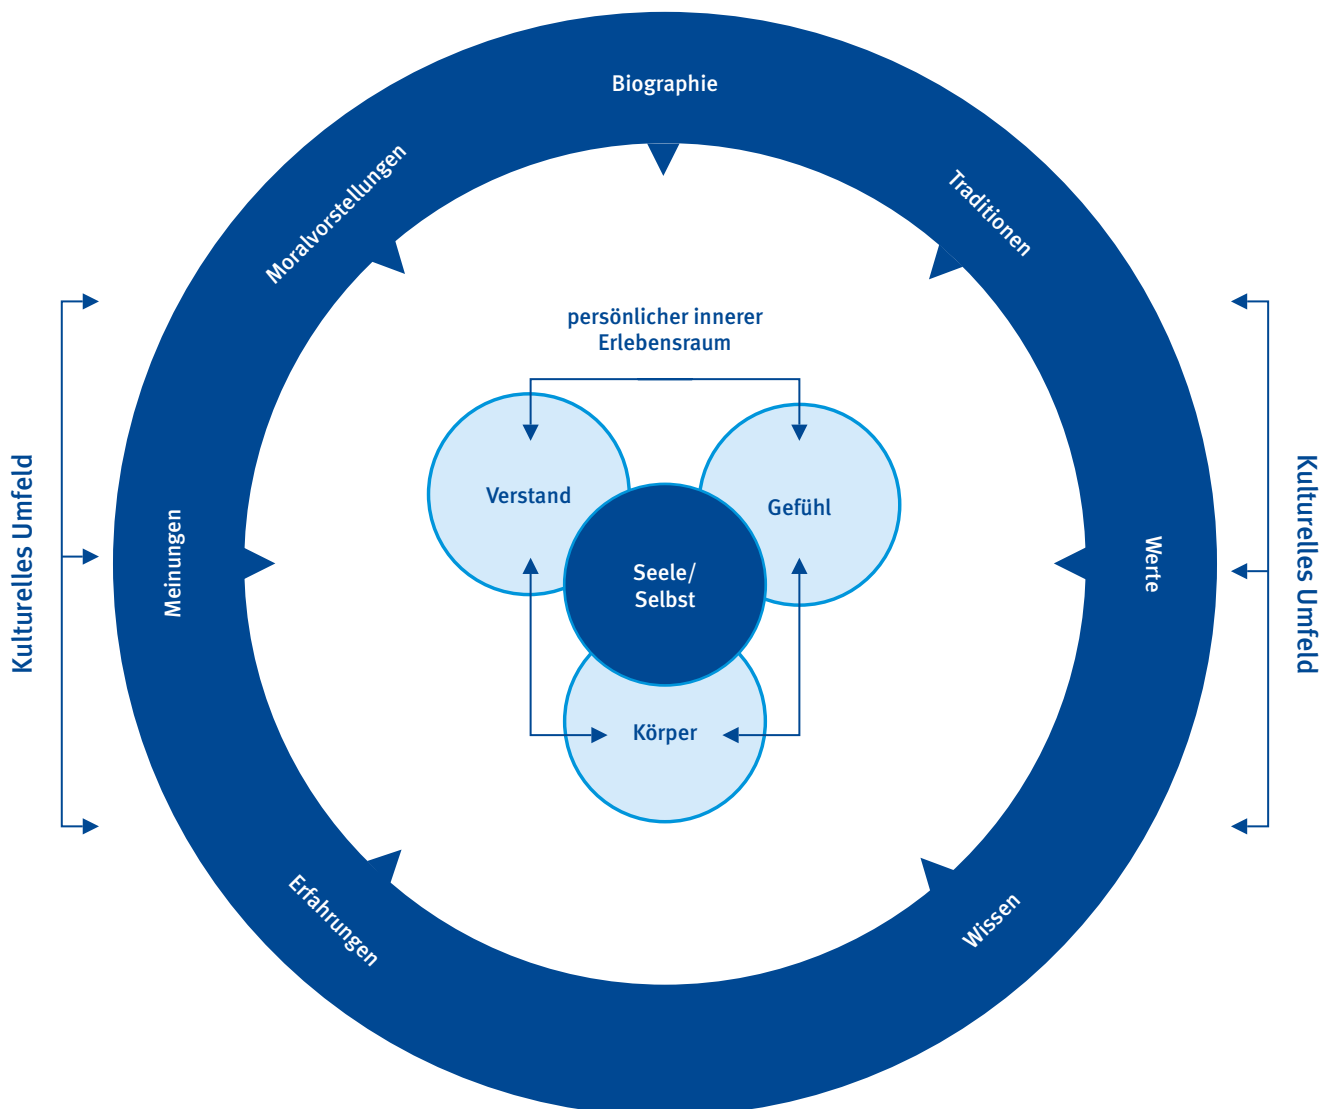 Biographie
Moralvorstellungen
Traditionen
persönlicher innerer
Erlebensraum
Kulturelles Umfeld
Kulturelles Umfeld
Verstand
Gefühl
Meinungen
Werte
Seele/
Selbst
Körper
Erfahrungen
Wissen